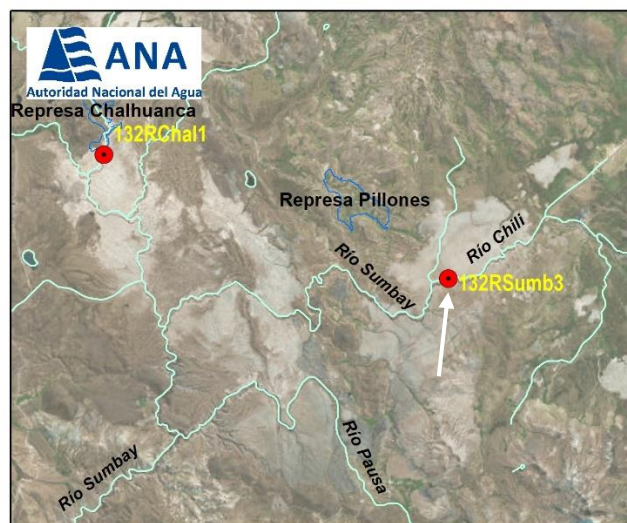 ANA
Autoridad Nacional del Agua
Represa Chalhuanca
132RChal1
Represa Pillones
Río Chili
Río Sumbay
132RSumb3
Río Sumbay
Río Pausa